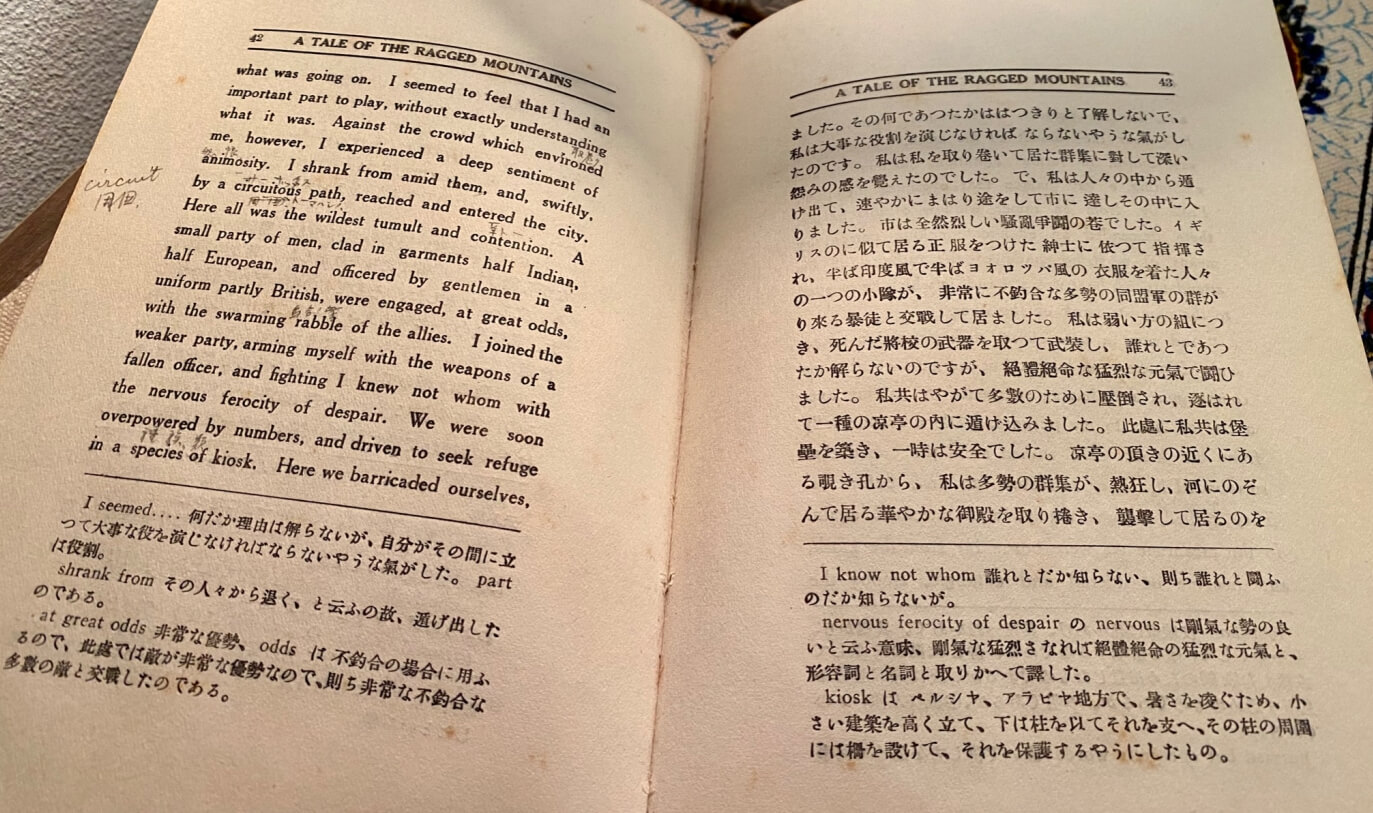 42 A TALE OF THE RAGGED MOUNTAINS
what was going on. I seemed to feel that I had an
important part to play, without exactly understanding
what it was. Against the crowd which environed
me, however, I experienced a deep sentiment of
animosity. I shrank from amid them, and, swiftly,
by a circuitous path, reached and entered the city.
Here all was the wildest tumult and contention. A
small party of men, clad in garments half Indian,
half European, and officered by gentlemen in a
uniform partly British, were engaged, at great odds,
with the swarming rabble of the allies. I joined the
weaker party, arming myself with the weapons of a
fallen officer, and fighting I knew not whom with
the nervous ferocity of despair. We were soon
overpowered by numbers, and driven to seek refuge
in a species of kiosk. Here we barricaded ourselves,
circuit
I seemed.... 何だか理由は解らないが、自分がその間に立
つて大事な役を演じなければならないやうな氣がした。 part
は役割。
shrank from その人々から退く、と云ふの故、遁げ出した
のである。
at great odds 非常な優勢、odds は不釣合の場合に用ふ
るので、此處では敵が非常な優勢なので、則ち非常な不釣合な
多數の敵と交戰したのである。
A TALE OF THE RAGGED MOUNTAINS 43
ました。その何であつたかははつきりと了解しないで、
私は大事な役割を演じなければ ならないやうな氣がし
たのです。 私は私を取り巻いて居た群集に對して深い
怨みの感を覺えたのでした。 で、私は人々の中から遁
け出て、速やかにまはり途をして市に 達しその中に入
りました。 市は全然烈しい騷亂爭鬪の巷でした。イギ
リスのに似て居る正 服をつけた 紳士に 依つて 指 揮さ
れ、半ば印度風で半ばヨオロツパ風の 衣服を着た人々
の一つの小隊が、 非常に不釣合な多勢の同盟軍の群が
り來る暴徒と交戰して居ました。 私は弱い方の組につ
き、死んだ將校の武器を取つて武裝し、 誰れとであつ
たか解らないのですが、 絕體絕命な猛烈な元氣で鬪ひ
ました。 私共はやがて多數のために壓倒され、逐はれ
て一種の凉亭の內に遁け込みました。 此處に私共は堡
壘を築き、一時は安全でした。 凉亭の頂きの近くにあ
る覗き孔から、 私は多勢の群集が、熱狂し、河にのぞ
んで居る華やかな御殿を取り捲き、 襲擊して居るのを
I know not whom 誰れとだか知らない、則ち誰れと鬪ふ
のだか知らないが。
nervous ferocity of despair の nervous は剛氣な勢の良
いと云ふ意味、剛氣な猛烈さなれば絕體絕命の猛烈な元氣と、
形容詞と名詞と取りかへて譯した。
kiosk は ペルシヤ、アラビヤ地方で、暑さを凌ぐため、小
さい建築を高く立て、下は柱を以てそれを支へ、その柱の周圍
には柵を設けて、それを保護するやうにしたもの。